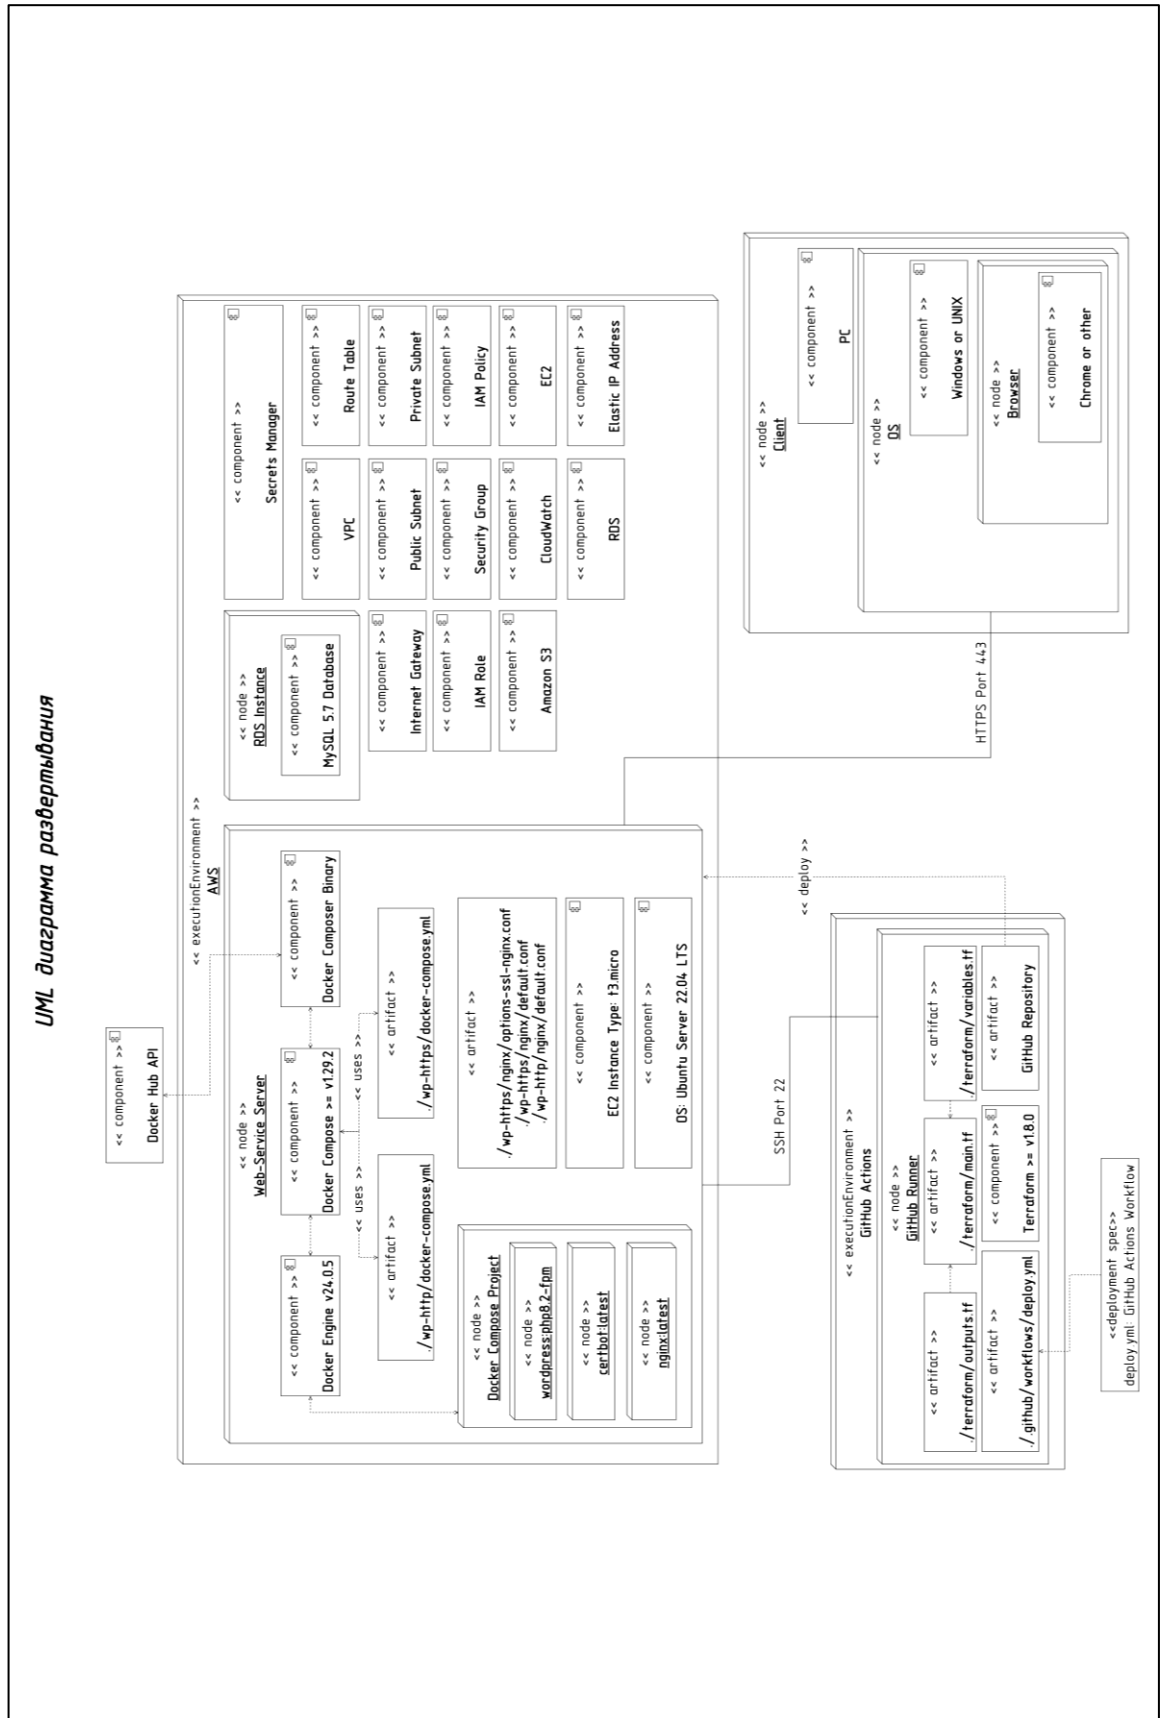 UML диаграмма развертывания
<< component >>
Docker Hub API
<< executionEnvironment >>
AWS
<< node >>
Web-Service Server
<< component >>
Docker Engine v24.0.5
<< component >>
Docker Compose >= v1.29.2
<< component >>
Docker Composer Binary
<< uses >>
<< uses >>
<< artifact >>
./wp-http/docker-compose.yml
<< artifact >>
./wp-https/docker-compose.yml
<< node >>
Docker Compose Project
<< node >>
wordpress:php8.2-fpm
<< node >>
certbot:latest
<< node >>
nginx:latest
<< artifact >>
./wp-https/nginx/options-ssl-nginx.conf
./wp-https/nginx/default.conf
./wp-http/nginx/default.conf
<< component >>
EC2 Instance Type: t3.micro
<< component >>
OS: Ubuntu Server 22.04 LTS
<< node >>
RDS Instance
<< component >>
MySQL 5.7 Database
<< component >>
Secrets Manager
<< component >>
VPC
<< component >>
Route Table
<< component >>
Internet Gateway
<< component >>
Public Subnet
<< component >>
Private Subnet
<< component >>
IAM Role
<< component >>
Security Group
<< component >>
IAM Policy
<< component >>
Amazon S3
<< component >>
CloudWatch
<< component >>
EC2
<< component >>
RDS
<< component >>
Elastic IP Address
SSH Port 22
<< deploy >>
HTTPS Port 443
<< executionEnvironment >>
GitHub Actions
<< node >>
GitHub Runner
<< artifact >>
./terraform/outputs.tf
<< artifact >>
./terraform/main.tf
<< artifact >>
./terraform/variables.tf
<< artifact >>
./.github/workflows/deploy.yml
<< component >>
Terraform >= v1.8.0
<< artifact >>
GitHub Repository
<<deployment spec>>
deploy.yml: GitHub Actions Workflow
<< node >>
Client
<< component >>
PC
<< node >>
OS
<< component >>
Windows or UNIX
<< node >>
Browser
<< component >>
Chrome or other